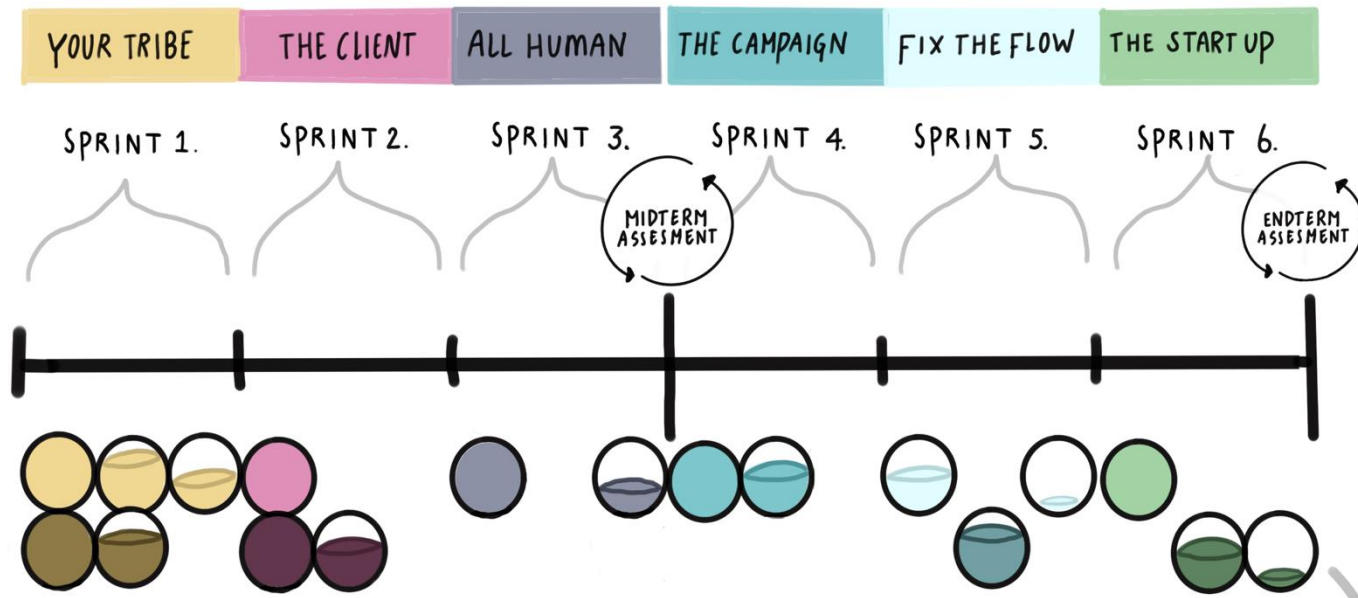 YOUR TRIBE
THE CLIENT
ALL HUMAN
THE CAMPAIGN
FIX THE FLOW
THE START UP
SPRINT 1.
SPRINT 2.
SPRINT 3.
SPRINT 4.
SPRINT 5.
SPRINT 6.
MIDTERM
ASSESMENT
ENDTERM
ASSESMENT